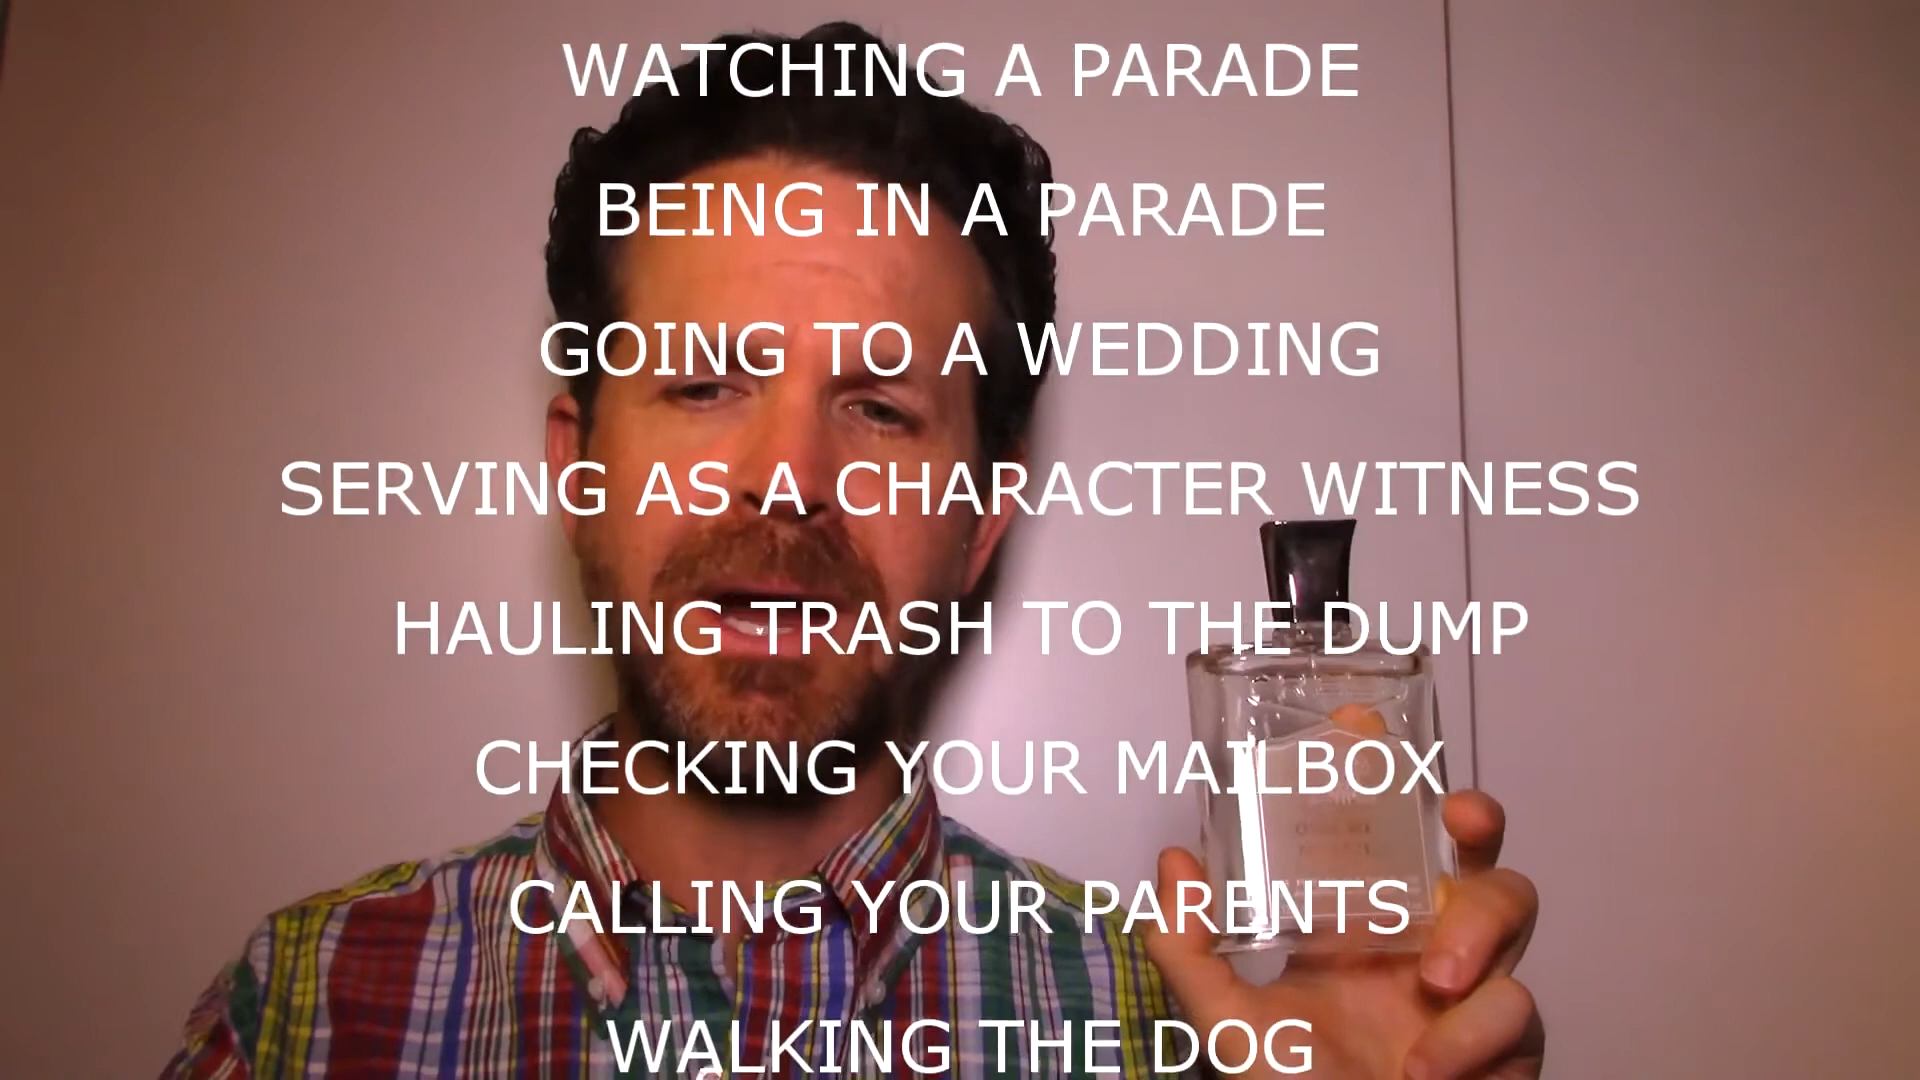 WATCHING A PARADE
BEING IN A PARADE
GOING TO A WEDDING
SERVING AS A CHARACTER WITNESS
HAULING TRASH TO THE DUMP
CHECKING YOUR MAILBOX
CALLING YOUR PARENTS
WALKING THE DOG